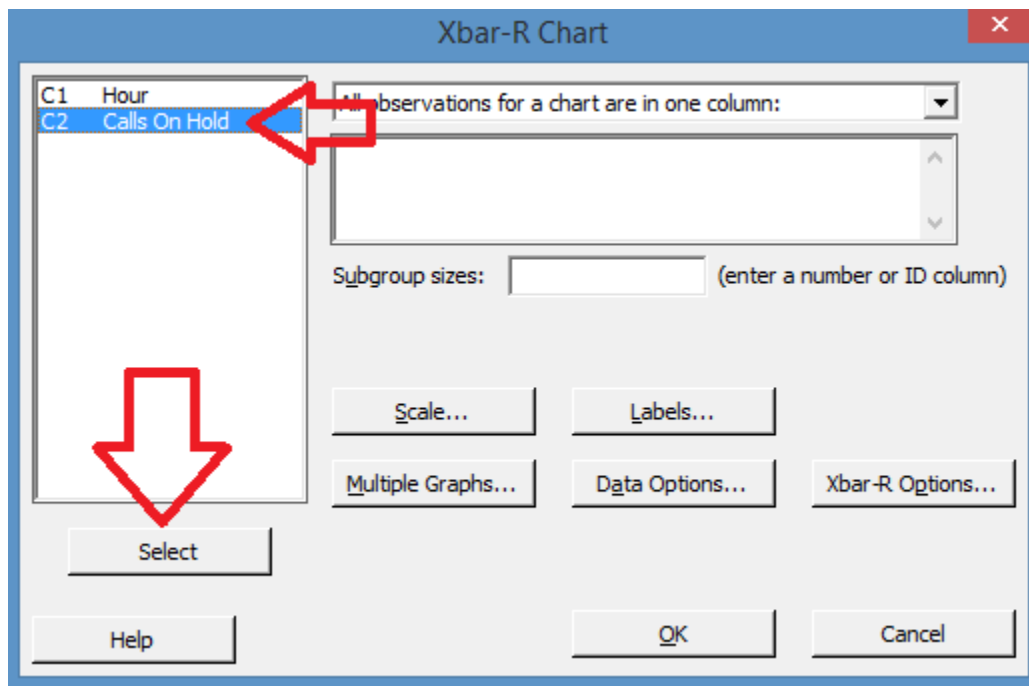 Xbar-R Chart
C1 Hour
C2 Calls On Hold
All observations for a chart are in one column:
Subgroup sizes:
(enter a number or ID column)
Scale...
Labels...
Multiple Graphs...
Data Options...
Xbar-R Options...
Select
Help
OK
Cancel